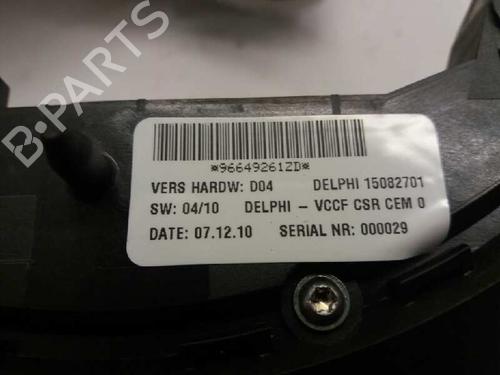 B-PARTS
*96649261ZD*
VERS HARDW: D04 DELPHI 15082701
SW: 04/10 DELPHI - VCCF CSR CEM 0
DATE: 07.12.10 SERIAL NR: 000029